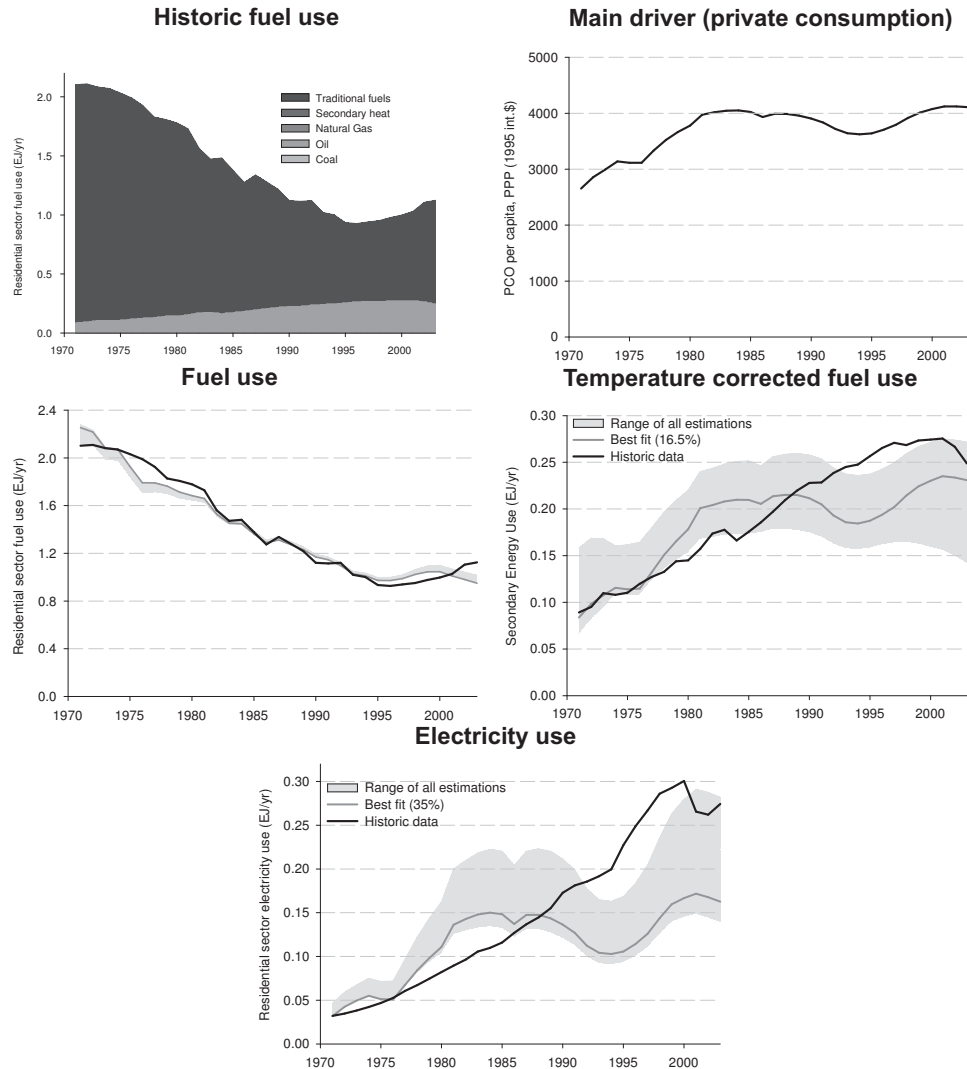 Historic fuel use
Residential sector fuel use (EJ/yr)
2.0
1.5
1.0
0.5
0.0
Traditional fuels
Secondary heat
Natural Gas
Oil
Coal
1970 1975 1980 1985 1990 1995 2000
Main driver (private consumption)
PCO per capita, PPP (1995 int.$)
5000
4000
3000
2000
1000
0
1970 1975 1980 1985 1990 1995 2000
Fuel use
Residential sector fuel use (EJ/yr)
2.4
2.0
1.6
1.2
0.8
0.4
0.0
1970 1975 1980 1985 1990 1995 2000
Temperature corrected fuel use
Secondary Energy Use (EJ/yr)
0.30
0.25
0.20
0.15
0.10
0.05
0.00
Range of all estimations
Best fit (16.5%)
Historic data
1970 1975 1980 1985 1990 1995 2000
Electricity use
Residential sector electricity use (EJ/yr)
0.30
0.25
0.20
0.15
0.10
0.05
0.00
Range of all estimations
Best fit (35%)
Historic data
1970 1975 1980 1985 1990 1995 2000